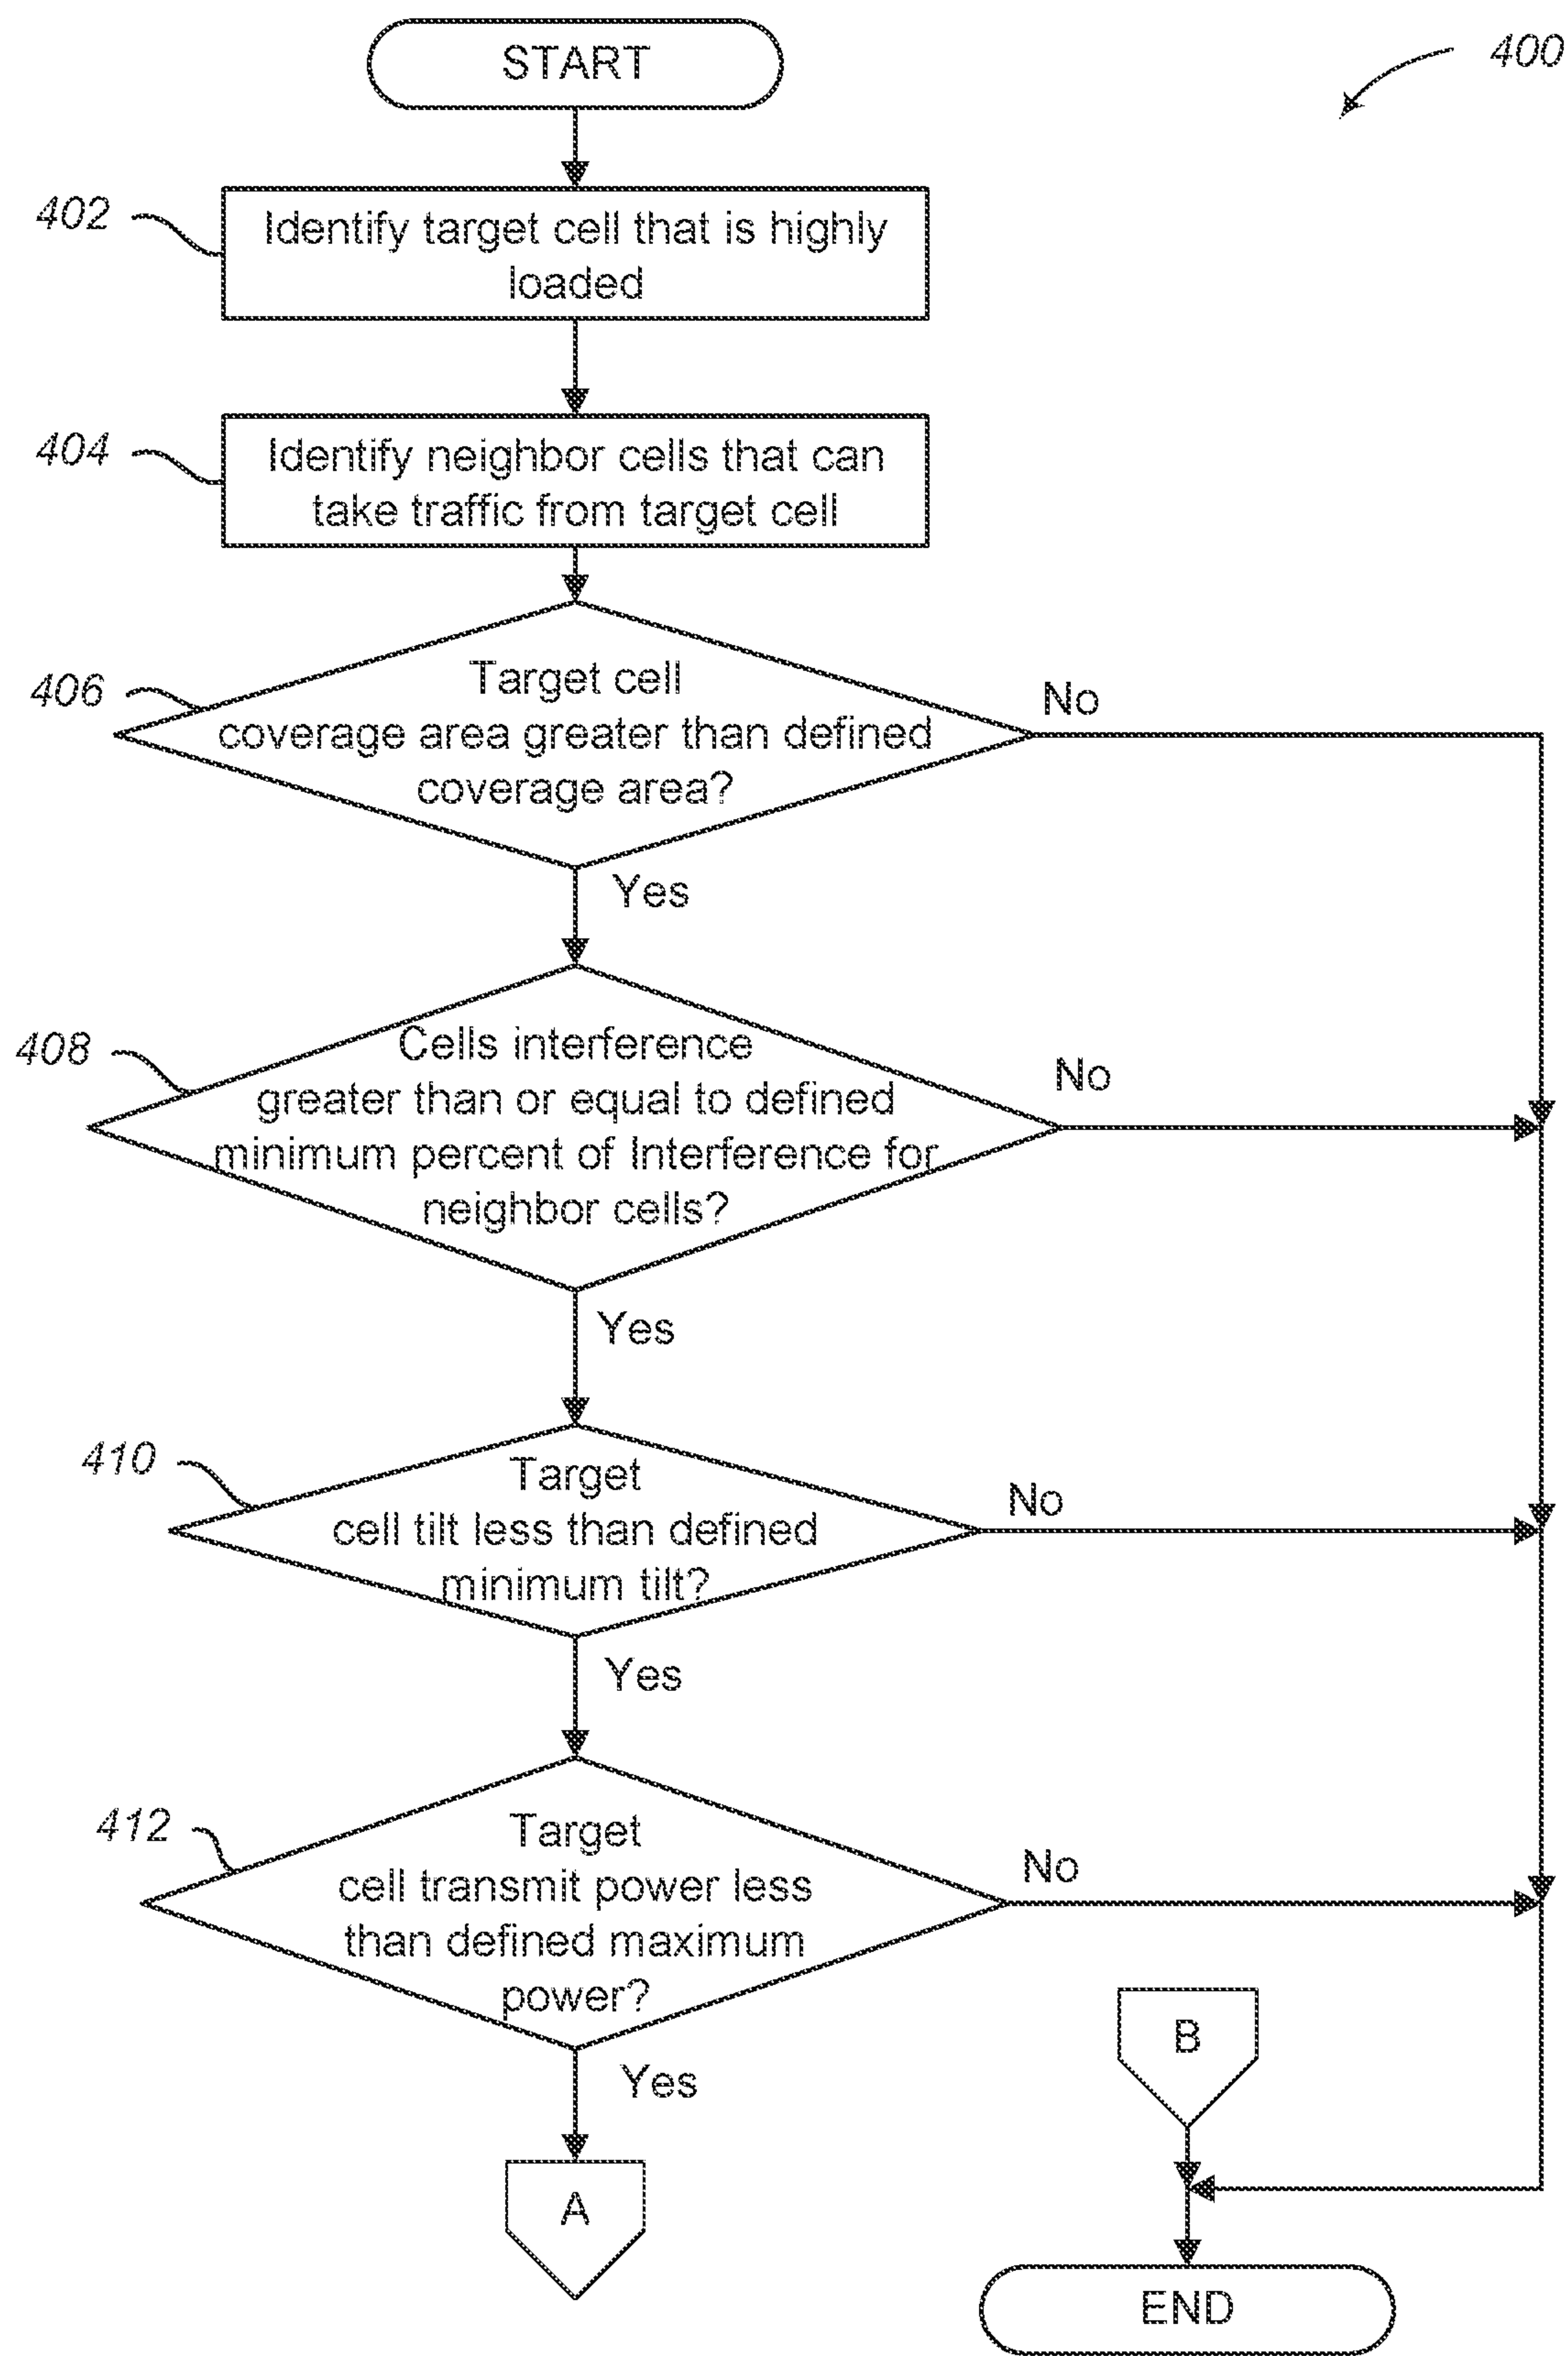 START
400
402
Identify target cell that is highly
loaded
404
Identify neighbor cells that can
take traffic from target cell
406
Target cell
coverage area greater than defined
coverage area?
No
Yes
408
Cells interference
greater than or equal to defined
minimum percent of Interference for
neighbor cells?
No
Yes
410
Target
cell tilt less than defined
minimum tilt?
No
Yes
412
Target
cell transmit power less
than defined maximum
power?
No
Yes
B
A
END